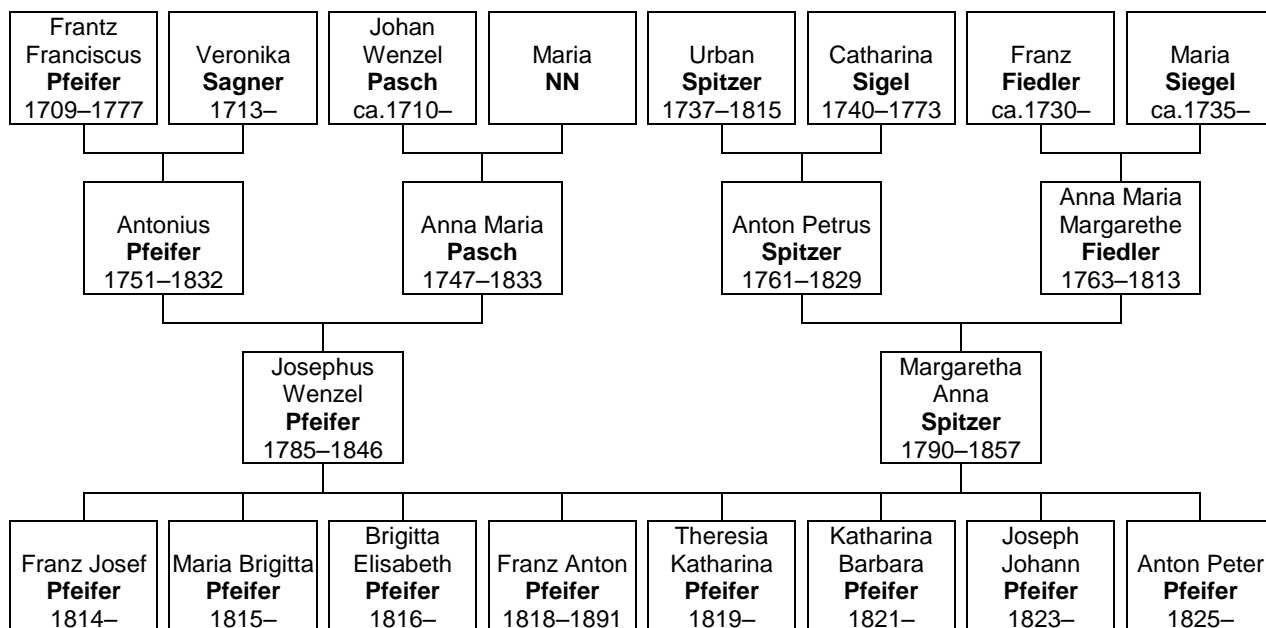 Frantz
Franciscus
Pfeifer
1709–1777
Veronika
Sagner
1713–
Johan
Wenzel
Pasch
ca.1710–
Maria
NN
Urban
Spitzer
1737–1815
Catharina
Sigel
1740–1773
Franz
Fiedler
ca.1730–
Maria
Siegel
ca.1735–
Antonius
Pfeifer
1751–1832
Anna Maria
Pasch
1747–1833
Anton Petrus
Spitzer
1761–1829
Anna Maria
Margarethe
Fiedler
1763–1813
Josephus
Wenzel
Pfeifer
1785–1846
Margaretha
Anna
Spitzer
1790–1857
Franz Josef
Pfeifer
1814–
Maria Brigitta
Pfeifer
1815–
Brigitta
Elisabeth
Pfeifer
1816–
Franz Anton
Pfeifer
1818–1891
Theresia
Katharina
Pfeifer
1819–
Katharina
Barbara
Pfeifer
1821–
Joseph
Johann
Pfeifer
1823–
Anton Peter
Pfeifer
1825–